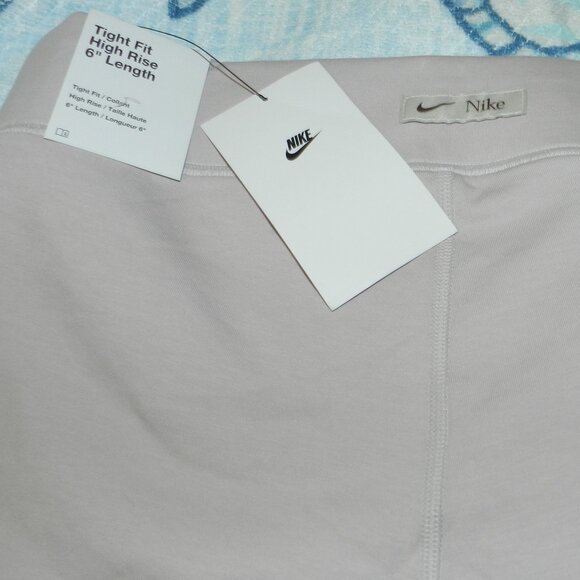 Tight Fit
High Rise
6" Length
Tight Fit / Collant
High Rise / Taille Haute
6" Length / Longueur 6"
NIKE
Nike